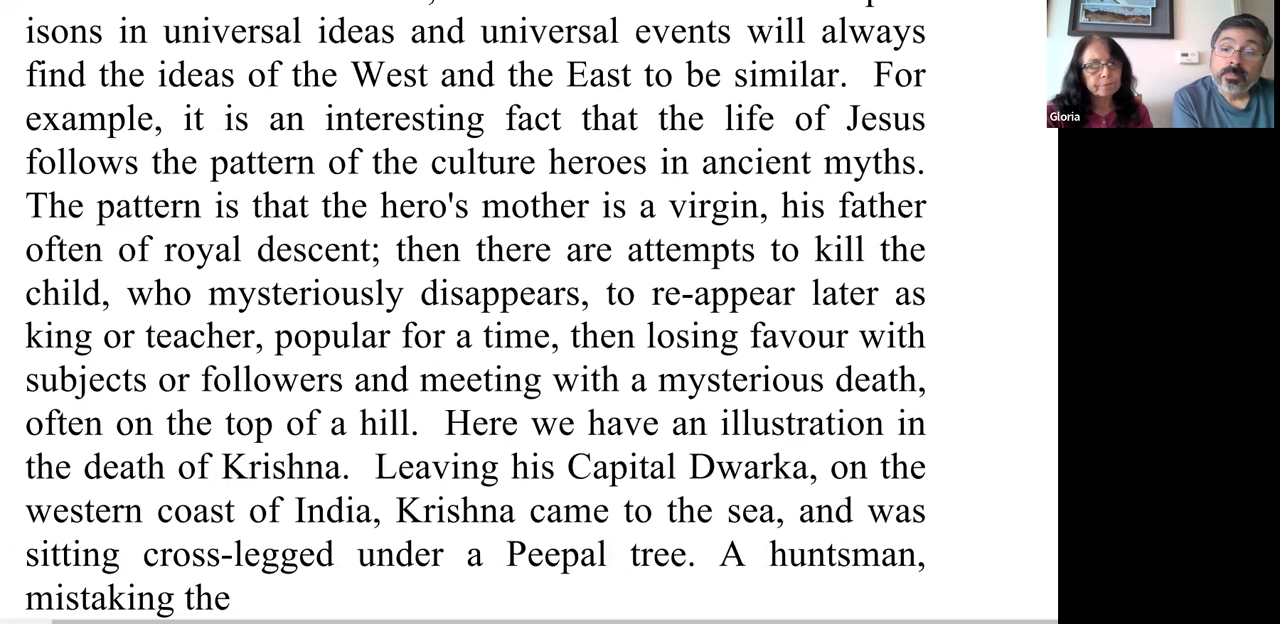 isons in universal ideas and universal events will always
find the ideas of the West and the East to be similar.  For
example, it is an interesting fact that the life of Jesus
follows the pattern of the culture heroes in ancient myths.
The pattern is that the hero's mother is a virgin, his father
often of royal descent; then there are attempts to kill the
child, who mysteriously disappears, to re-appear later as
king or teacher, popular for a time, then losing favour with
subjects or followers and meeting with a mysterious death,
often on the top of a hill.  Here we have an illustration in
the death of Krishna.  Leaving his Capital Dwarka, on the
western coast of India, Krishna came to the sea, and was
sitting cross-legged under a Peepal tree. A huntsman,
mistaking the
Gloria